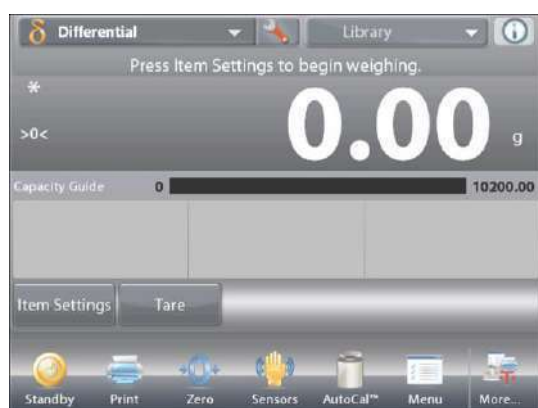 δ Differential Library
Press Item Settings to begin weighing.
*
>0< 0.00 g
Capacity Guide 0 10200.00
Item Settings Tare
Standby Print Zero Sensors AutoCal™ Menu More...